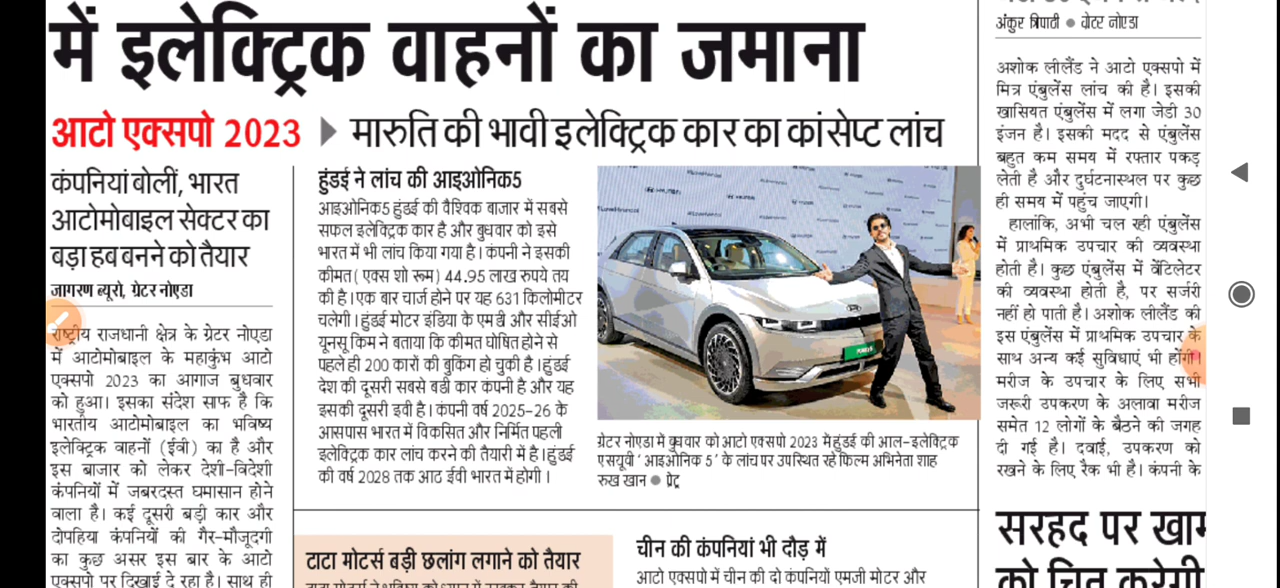 में इलेक्ट्रिक वाहनों का जमाना
आटो एक्सपो 2023 ▶ मारुति की भावी इलेक्ट्रिक कार का कांसेप्ट लांच
कंपनियां बोलीं, भारत
आटोमोबाइल सेक्टर का
बड़ा हब बनने को तैयार
जागरण ब्यूरो, ग्रेटर नोएडा
राष्ट्रीय राजधानी क्षेत्र के ग्रेटर नोएडा
में आटोमोबाइल के महाकुंभ आटो
एक्सपो 2023 का आगाज बुधवार
को हुआ। इसका संदेश साफ है कि
भारतीय आटोमोबाइल का भविष्य
इलेक्ट्रिक वाहनों (ईवी) का है और
इस बाजार को लेकर देशी-विदेशी
कंपनियों में जबरदस्त घमासान होने
वाला है। कई दूसरी बड़ी कार और
दोपहिया कंपनियों की गैर-मौजूदगी
का कुछ असर इस बार के आटो
एक्सपो पर दिखाई दे रहा है। साथ ही
हुंडई ने लांच की आइओनिक5
आइओनिक5 हुंडई की वैश्विक बाजार में सबसे
सफल इलेक्ट्रिक कार है और बुधवार को इसे
भारत में भी लांच किया गया है। कंपनी ने इसकी
कीमत ( एक्स शो रूम) 44.95 लाख रुपये तय
की है। एक बार चार्ज होने पर यह 631 किलोमीटर
चलेगी। हुंडई मोटर इंडिया के एमडी और सीईओ
यूनसू किम ने बताया कि कीमत घोषित होने से
पहले ही 200 कारों की बुकिंग हो चुकी है। हुंडई
देश की दूसरी सबसे बड़ी कार कंपनी है और यह
इसकी दूसरी इवी है। कंपनी वर्ष 2025-26 के
आसपास भारत में विकसित और निर्मित पहली
इलेक्ट्रिक कार लांच करने की तैयारी में है। हुंडई
की वर्ष 2028 तक आठ ईवी भारत में होगी।
HYUNDAI
ग्रेटर नोएडा में बुधवार को आटो एक्सपो 2023 में हुंडई की आल-इलेक्ट्रिक
एसयूपी ' आइओनिक 5' के लांच पर उपस्थित रहे फिल्म अभिनेता शाह
रुख खान ● प्रेट्र
टाटा मोटर्स बड़ी छलांग लगाने को तैयार
चीन की कंपनियां भी दौड़ में
आटो एक्सपो में चीन की दो कंपनियों एमजी मोटर और
अंकुर त्रिपाठी ● ग्रेटर नोएडा
अशोक लीलैंड ने आटो एक्सपो में
मित्र एंबुलेंस लांच की है। इसकी
खासियत एंबुलेंस में लगा जेडी 30
इंजन है। इसकी मदद से एंबुलेंस
बहुत कम समय में रफ्तार पकड़
लेती है और दुर्घटनास्थल पर कुछ
ही समय में पहुंच जाएगी।
हालांकि, अभी चल रही एंबुलेंस
में प्राथमिक उपचार की व्यवस्था
होती है। कुछ एंबुलेंस में वेंटिलेटर
की व्यवस्था होती है, पर सर्जरी
नहीं हो पाती है। अशोक लीलैंड की
इस एंबुलेंस में प्राथमिक उपचार के
साथ अन्य कई सुविधाएं भी होंगी।
मरीज के उपचार के लिए सभी
जरूरी उपकरण के अलावा मरीज
समेत 12 लोगों के बैठने की जगह
दी गई है। दवाई, उपकरण को
रखने के लिए रैक भी है। कंपनी के
सरहद पर